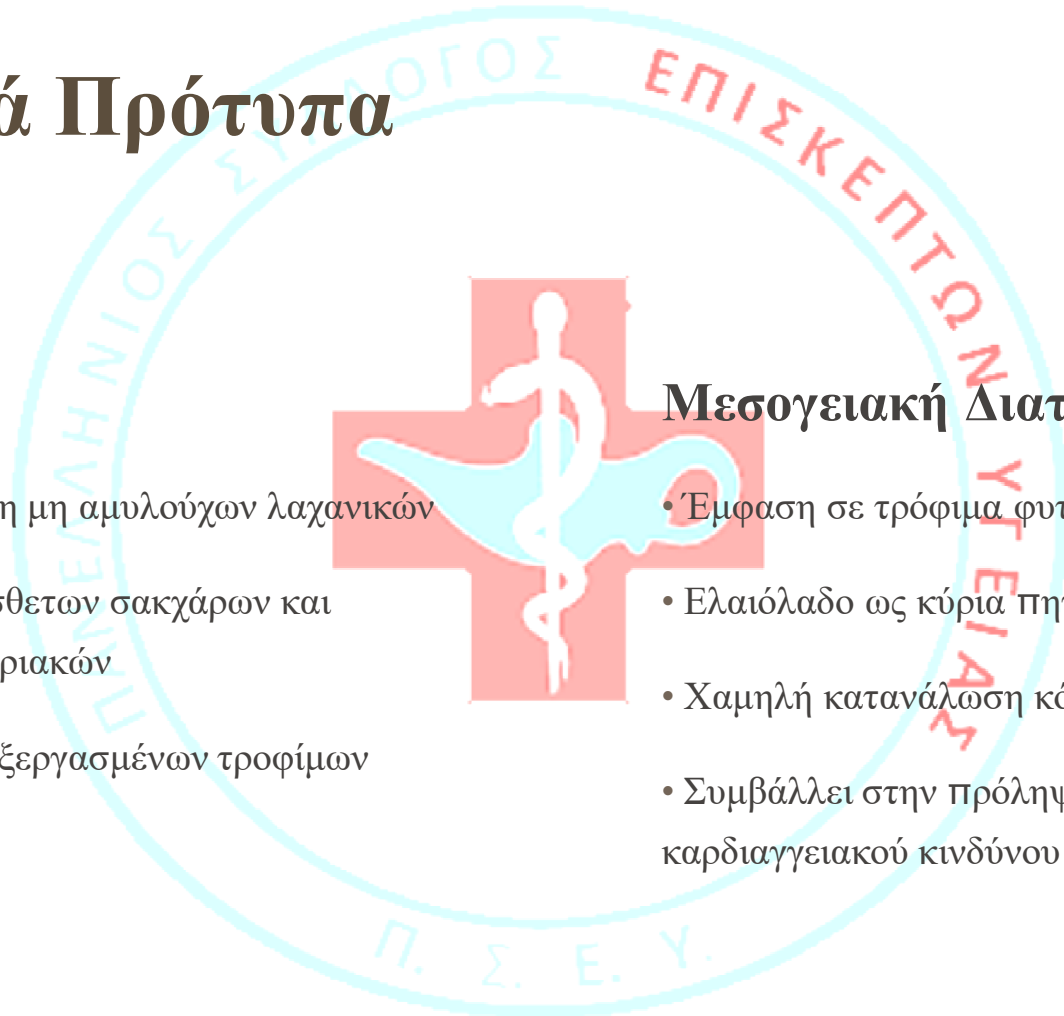 ά Πρότυπα
η μη αμυλούχων λαχανικών
σθετων σακχάρων και
ριακών
ξεργασμένων τροφίμων
Μεσογειακή Διατ
• Έμφαση σε τρόφιμα φυτ
• Ελαιόλαδο ως κύρια πη
• Χαμηλή κατανάλωση κό
• Συμβάλλει στην πρόληψ
καρδιαγγειακού κινδύνου
ΠΑΝΕΛΛΗΝΙΟΣ ΣΥΛΛΟΓΟΣ ΕΠΙΣΚΕΠΤΩΝ ΥΓΕΙΑΣ
Π. Σ. Ε. Υ.